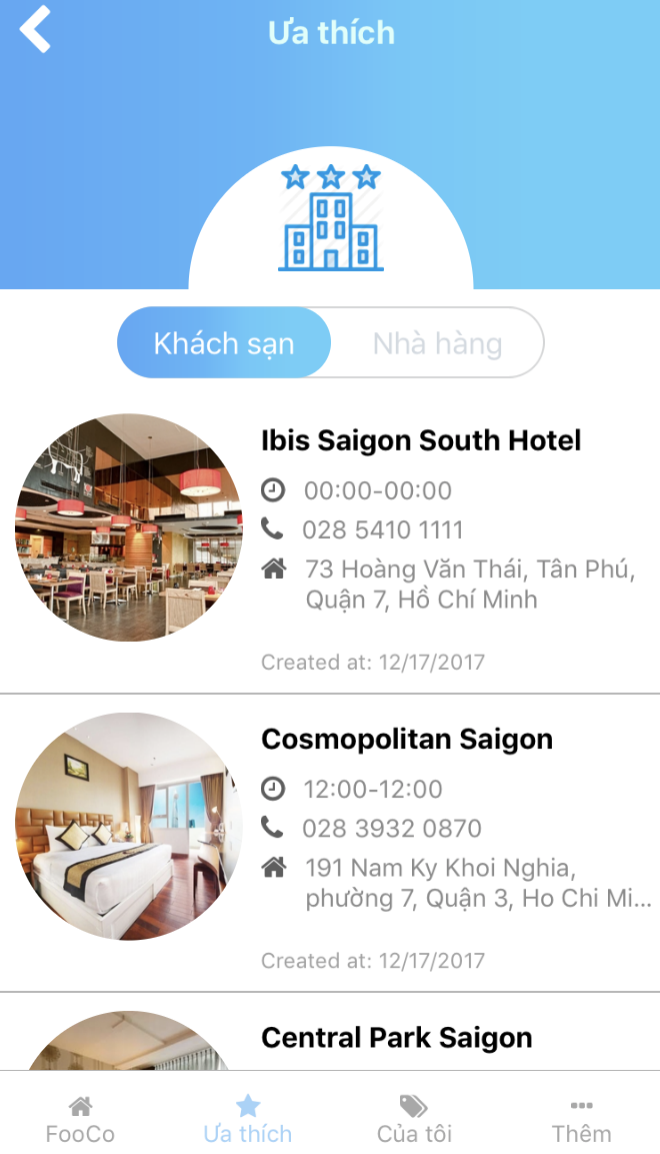 Ưa thích
Khách sạn
Nhà hàng
Ibis Saigon South Hotel
00:00-00:00
028 5410 1111
73 Hoàng Văn Thái, Tân Phú,
Quận 7, Hồ Chí Minh
Created at: 12/17/2017
Cosmopolitan Saigon
12:00-12:00
028 3932 0870
191 Nam Ky Khoi Nghia,
phường 7, Quận 3, Ho Chi Mi...
Created at: 12/17/2017
Central Park Saigon
FooCo
Ưa thích
Của tôi
Thêm